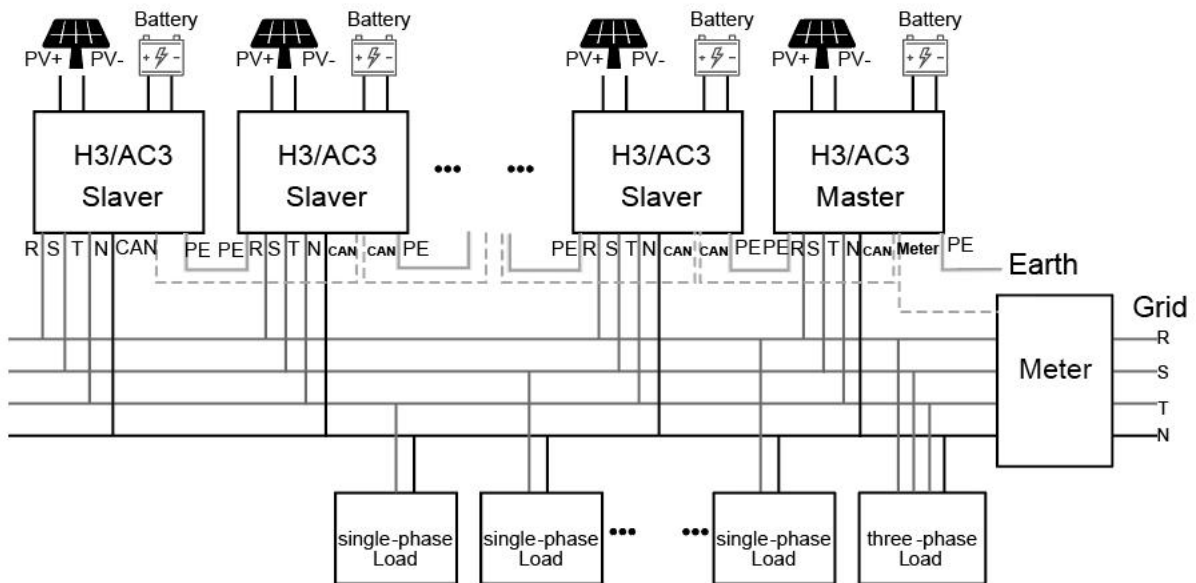 Battery Battery Battery Battery
PV+ PV- PV+ PV- PV+ PV- PV+ PV-
+ - + - + - + -
H3/AC3 H3/AC3 ••• ••• H3/AC3 H3/AC3
Slaver Slaver Slaver Master
R S T N CAN PE PE R S T N CAN CAN PE PE R S T N CAN CAN PE PE R S T N CAN Meter PE
Earth
Grid
R
Meter S
T
N
single-phase single-phase ••• ••• single-phase three-phase
Load Load Load Load